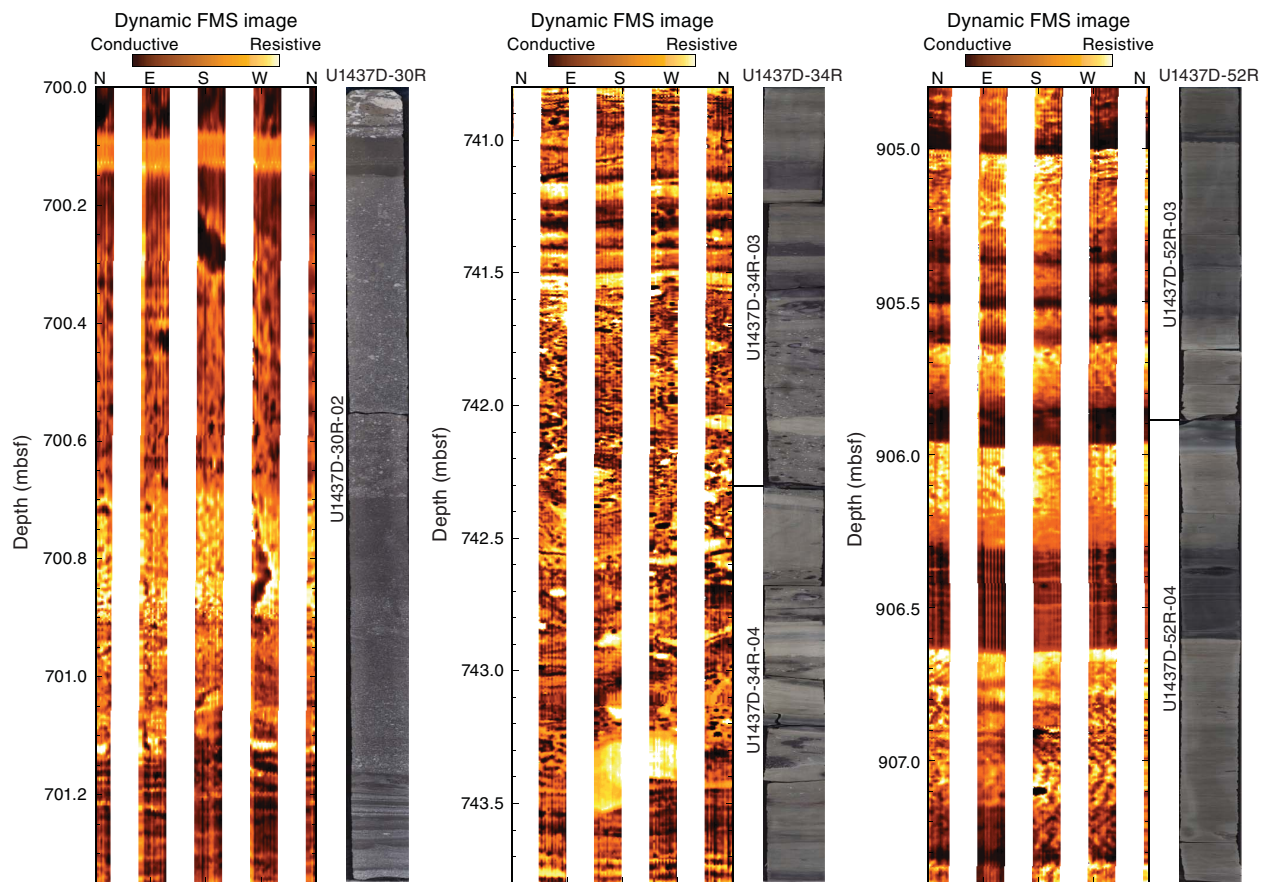 Dynamic FMS image
Conductive Resistive
N E S W N
U1437D-30R
Depth (mbsf)
700.0
700.2
700.4
700.6
700.8
701.0
701.2
U1437D-30R-02
Dynamic FMS image
Conductive Resistive
N E S W N
U1437D-34R
Depth (mbsf)
741.0
741.5
742.0
742.5
743.0
743.5
U1437D-34R-03
U1437D-34R-04
Dynamic FMS image
Conductive Resistive
N E S W N
U1437D-52R
Depth (mbsf)
905.0
905.5
906.0
906.5
907.0
U1437D-52R-03
U1437D-52R-04